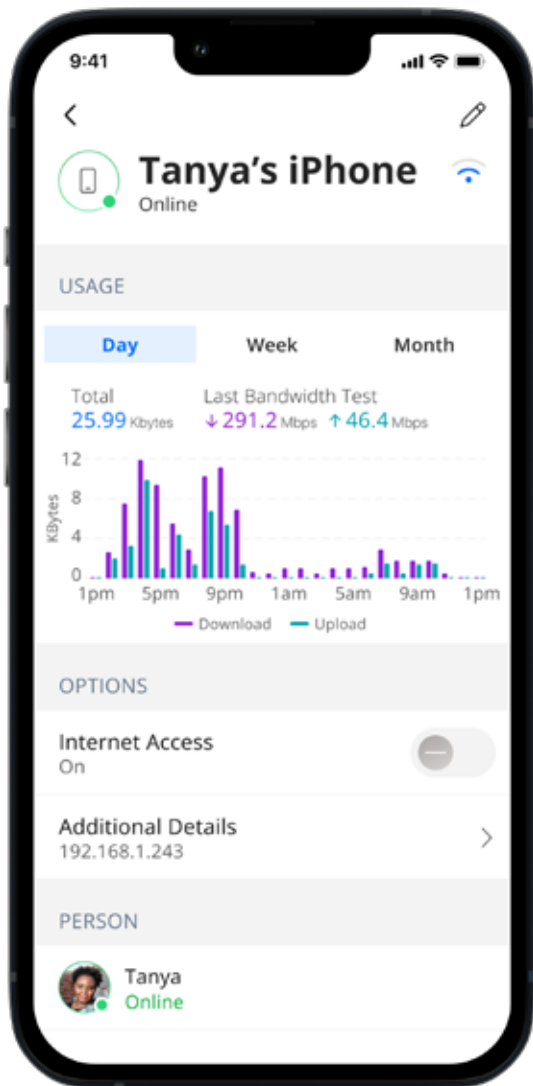 9:41
Tanya's iPhone
Online
USAGE
Day Week Month
Total Last Bandwidth Test
25.99 Kbytes ↓291.2 Mbps ↑46.4 Mbps
KBytes
12
8
4
0
1pm 5pm 9pm 1am 5am 9am 1pm
Download Upload
OPTIONS
Internet Access
On
Additional Details
192.168.1.243
PERSON
Tanya
Online